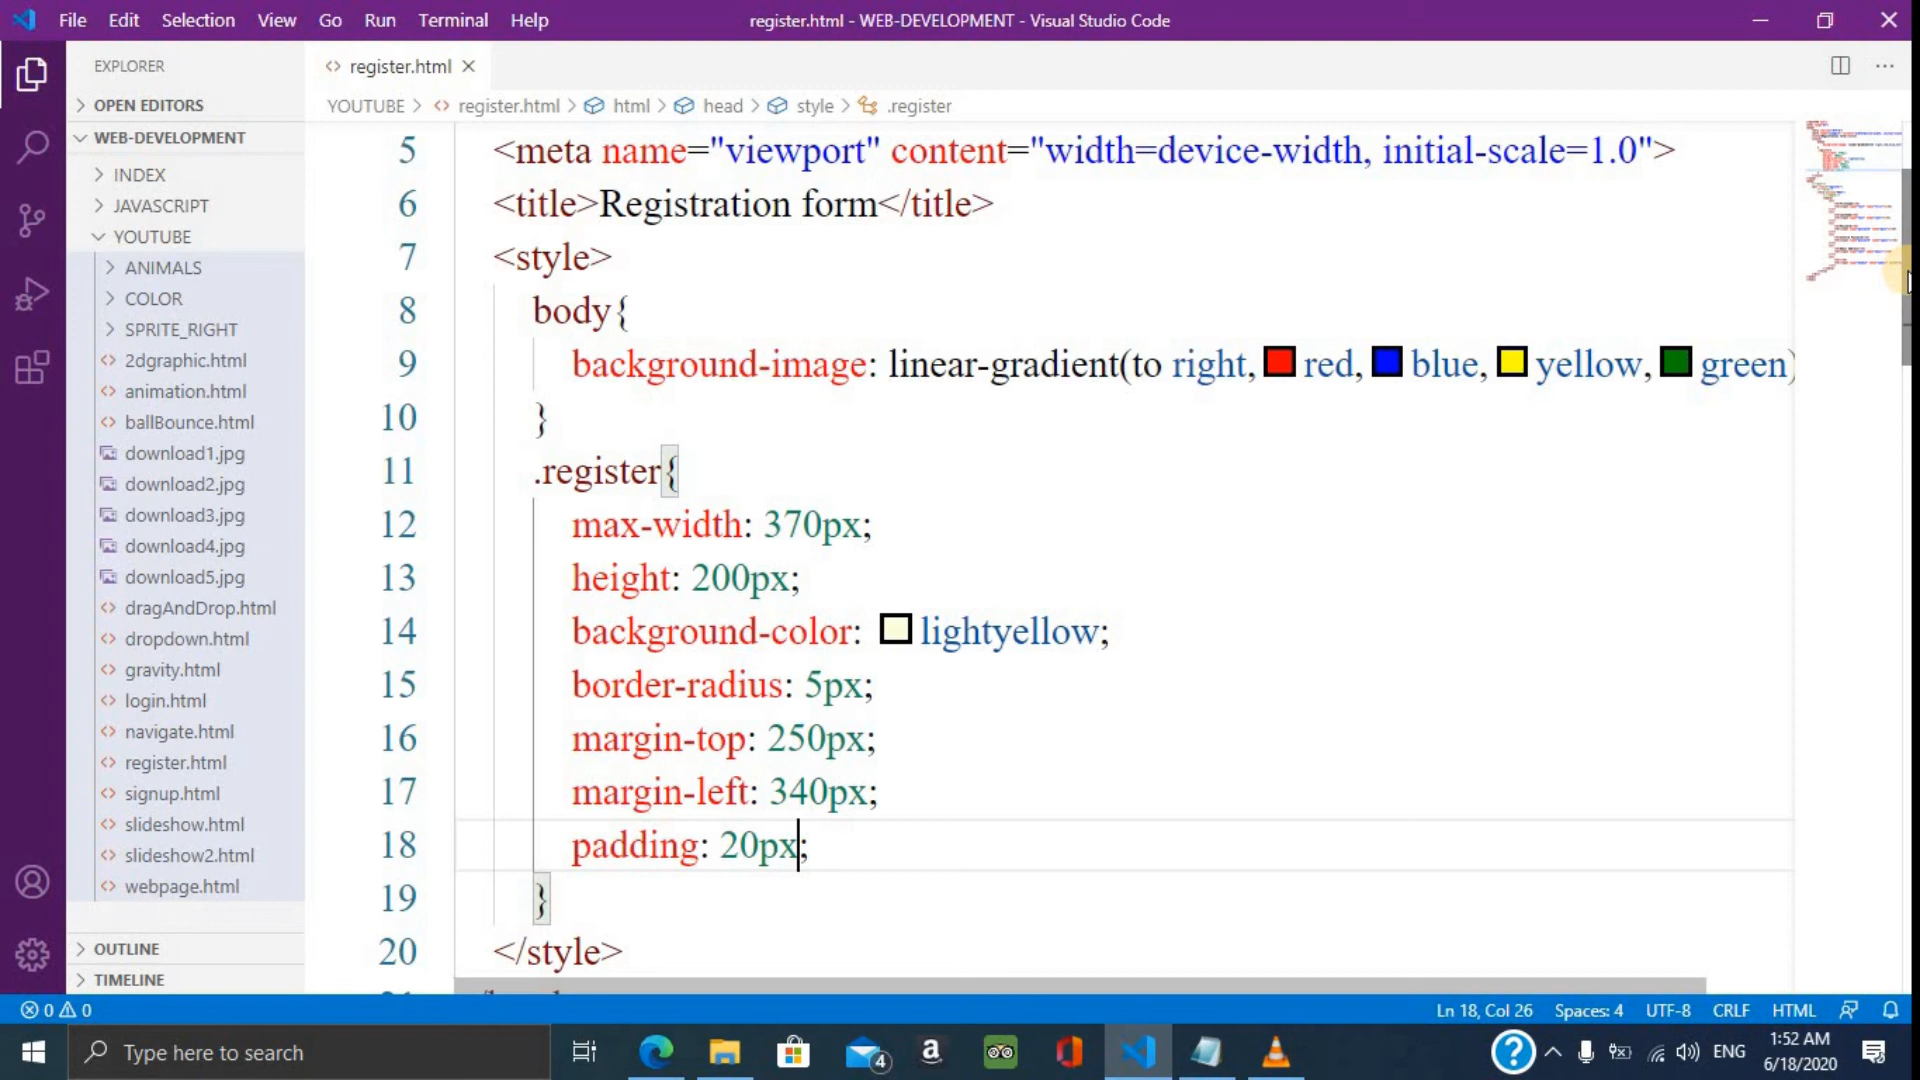 File Edit Selection View Go Run Terminal Help register.html - WEB-DEVELOPMENT - Visual Studio Code
EXPLORER
register.html
OPEN EDITORS
YOUTUBE > register.html > html > head > style > .register
WEB-DEVELOPMENT
INDEX
JAVASCRIPT
YOUTUBE
ANIMALS
COLOR
SPRITE_RIGHT
2dgraphic.html
animation.html
ballBounce.html
download1.jpg
download2.jpg
download3.jpg
download4.jpg
download5.jpg
dragAndDrop.html
dropdown.html
gravity.html
login.html
navigate.html
register.html
signup.html
slideshow.html
slideshow2.html
webpage.html
OUTLINE
TIMELINE
5 <meta name="viewport" content="width=device-width, initial-scale=1.0">
6 <title>Registration form</title>
7 <style>
8 body{
9 background-image: linear-gradient(to right, red, blue, yellow, green)
10 }
11 .register{
12 max-width: 370px;
13 height: 200px;
14 background-color: lightyellow;
15 border-radius: 5px;
16 margin-top: 250px;
17 margin-left: 340px;
18 padding: 20px;
19 }
20 </style>
0 0 Ln 18, Col 26 Spaces: 4 UTF-8 CRLF HTML
Type here to search
4
ENG
1:52 AM
6/18/2020